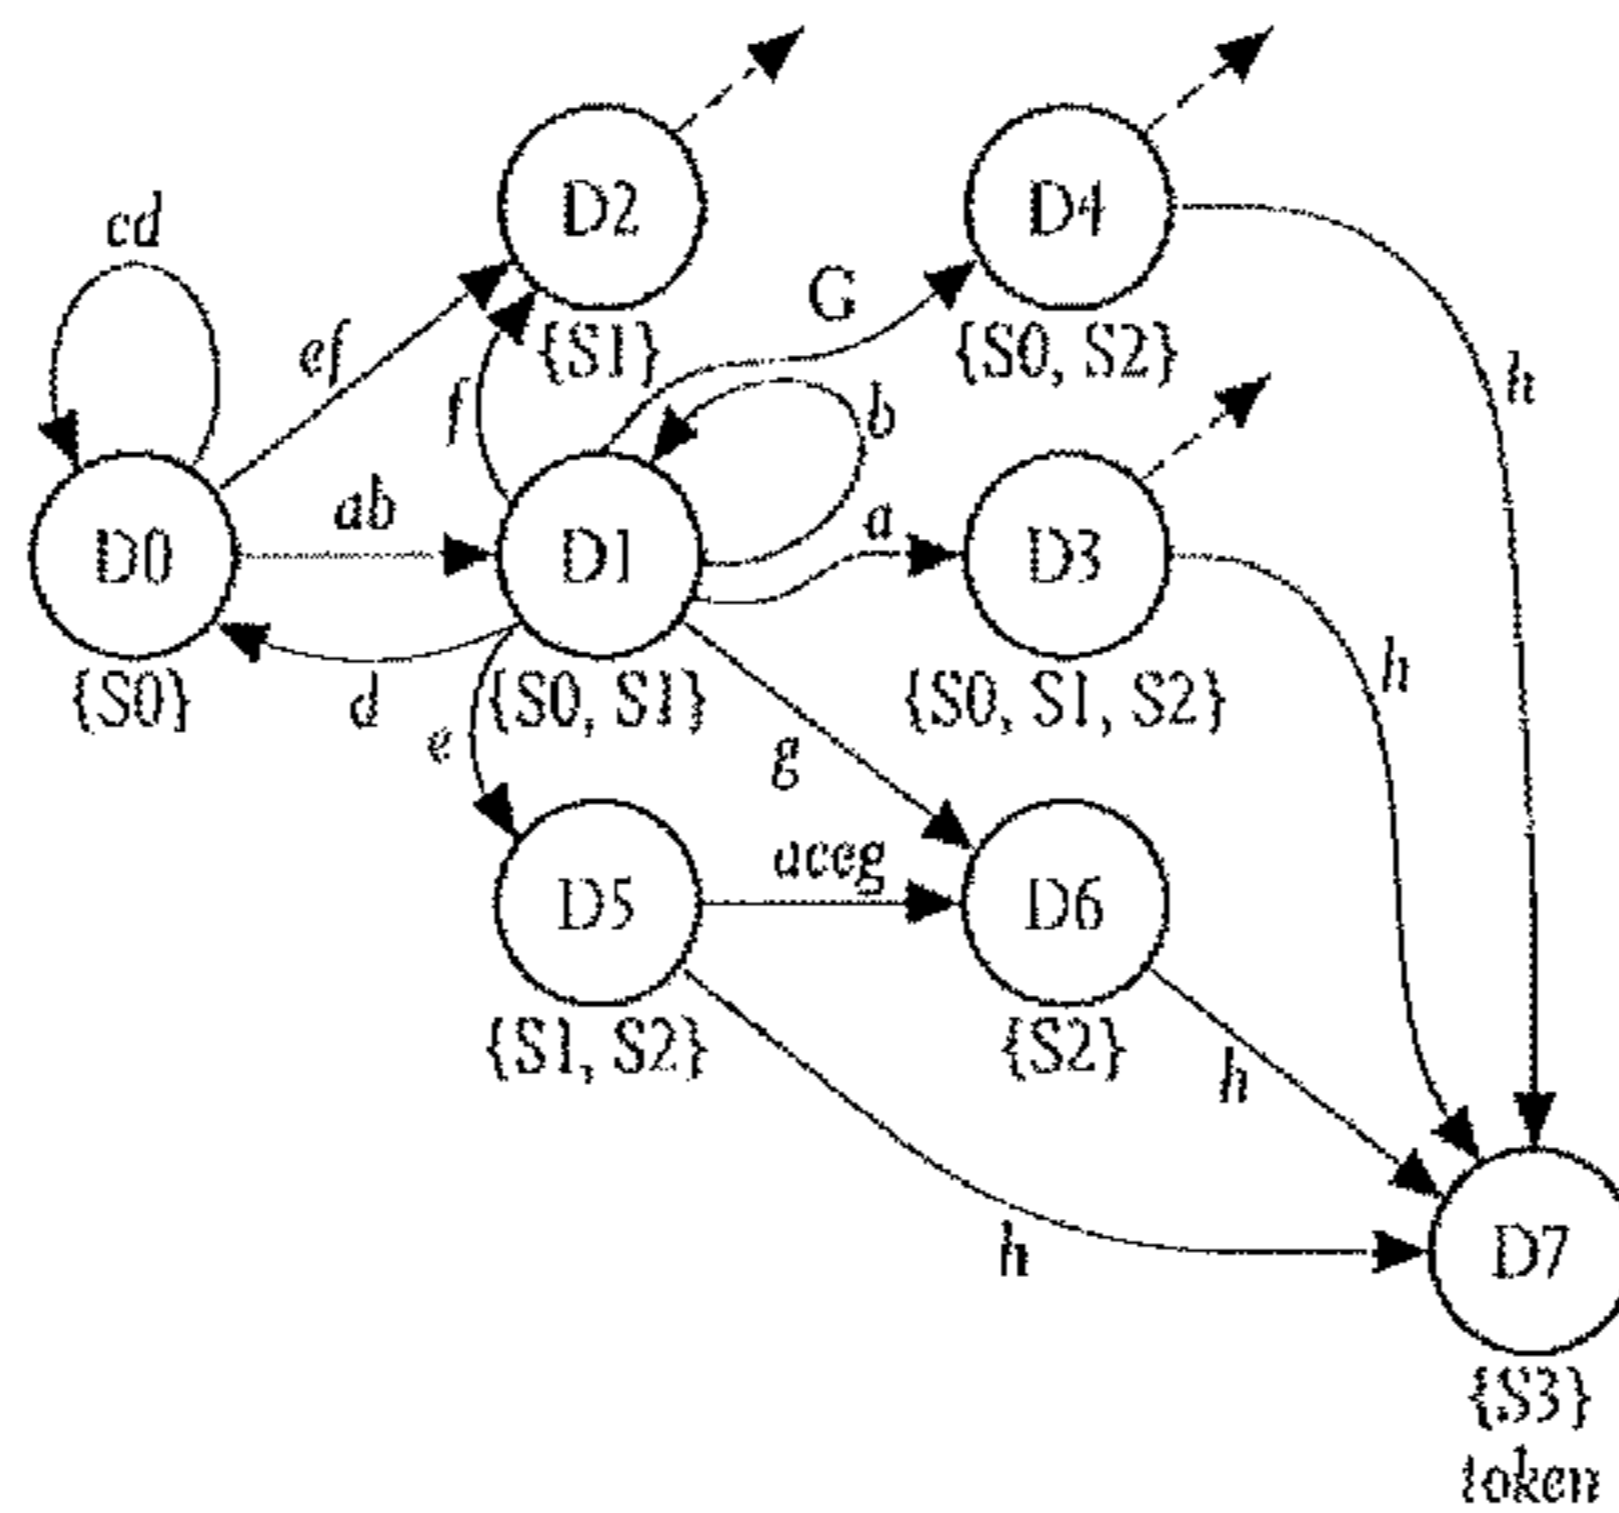 cd
D2
D4
ef
{S1}
G
{S0, S2}
h
f
b
D0
ab
D1
a
D3
{S0}
d
{S0, S1}
{S0, S1, S2}
h
e
g
D5
aceg
D6
{S1, S2}
{S2}
h
h
D7
{S3}
token